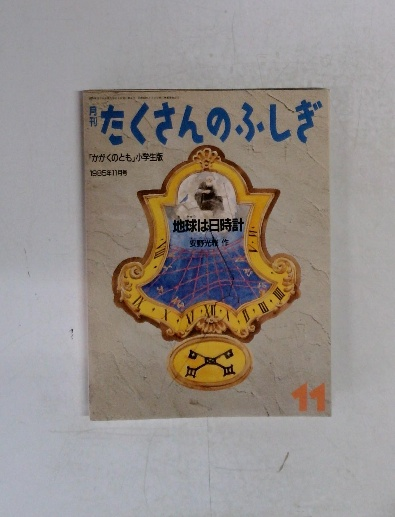 月刊
たくさんのふしぎ
「かがくのとも」小学生版
1985年11月号
地球は日時計
安野光雅 作
11